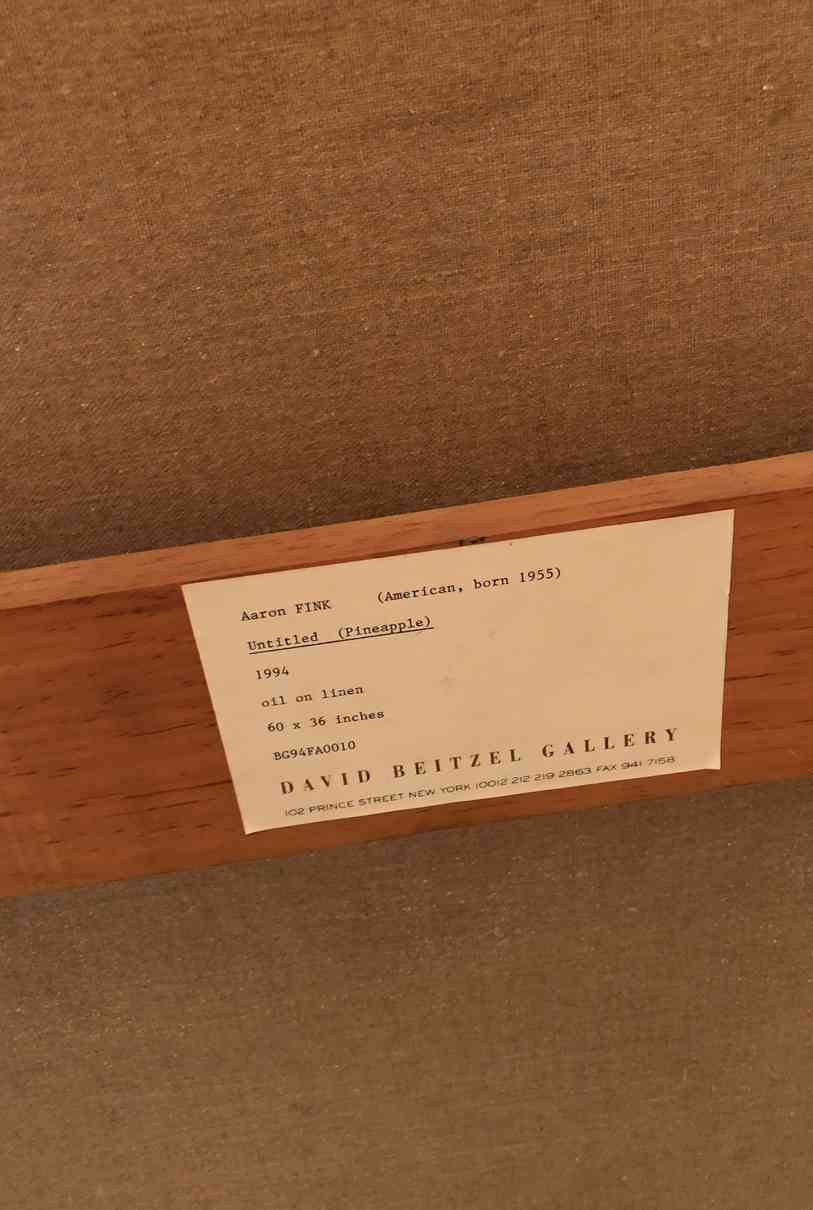 Aaron FINK (American, born 1955)
Untitled (Pineapple)
1994
oil on linen
60 x 36 inches
BG94FA0010
DAVID BEITZEL GALLERY
102 PRINCE STREET NEW YORK 10012 212 219 2863 FAX 941 7158